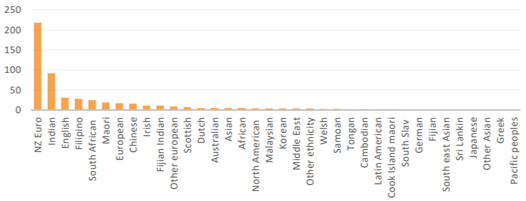 250
200
150
100
50
0
NZ Euro
Indian
English
Filipino
South African
Maori
European
Chinese
Irish
Fijian Indian
Other european
Scottish
Dutch
Australian
Asian
African
North American
Malaysian
Korean
MIddle East
Other ethnicity
Welsh
Samoan
Tongan
Cambodian
Latin American
Cook Island maori
South Slav
German
Fijian
South east Asian
Sri Lankin
Japanese
Other Asian
Greek
Pacific peoples